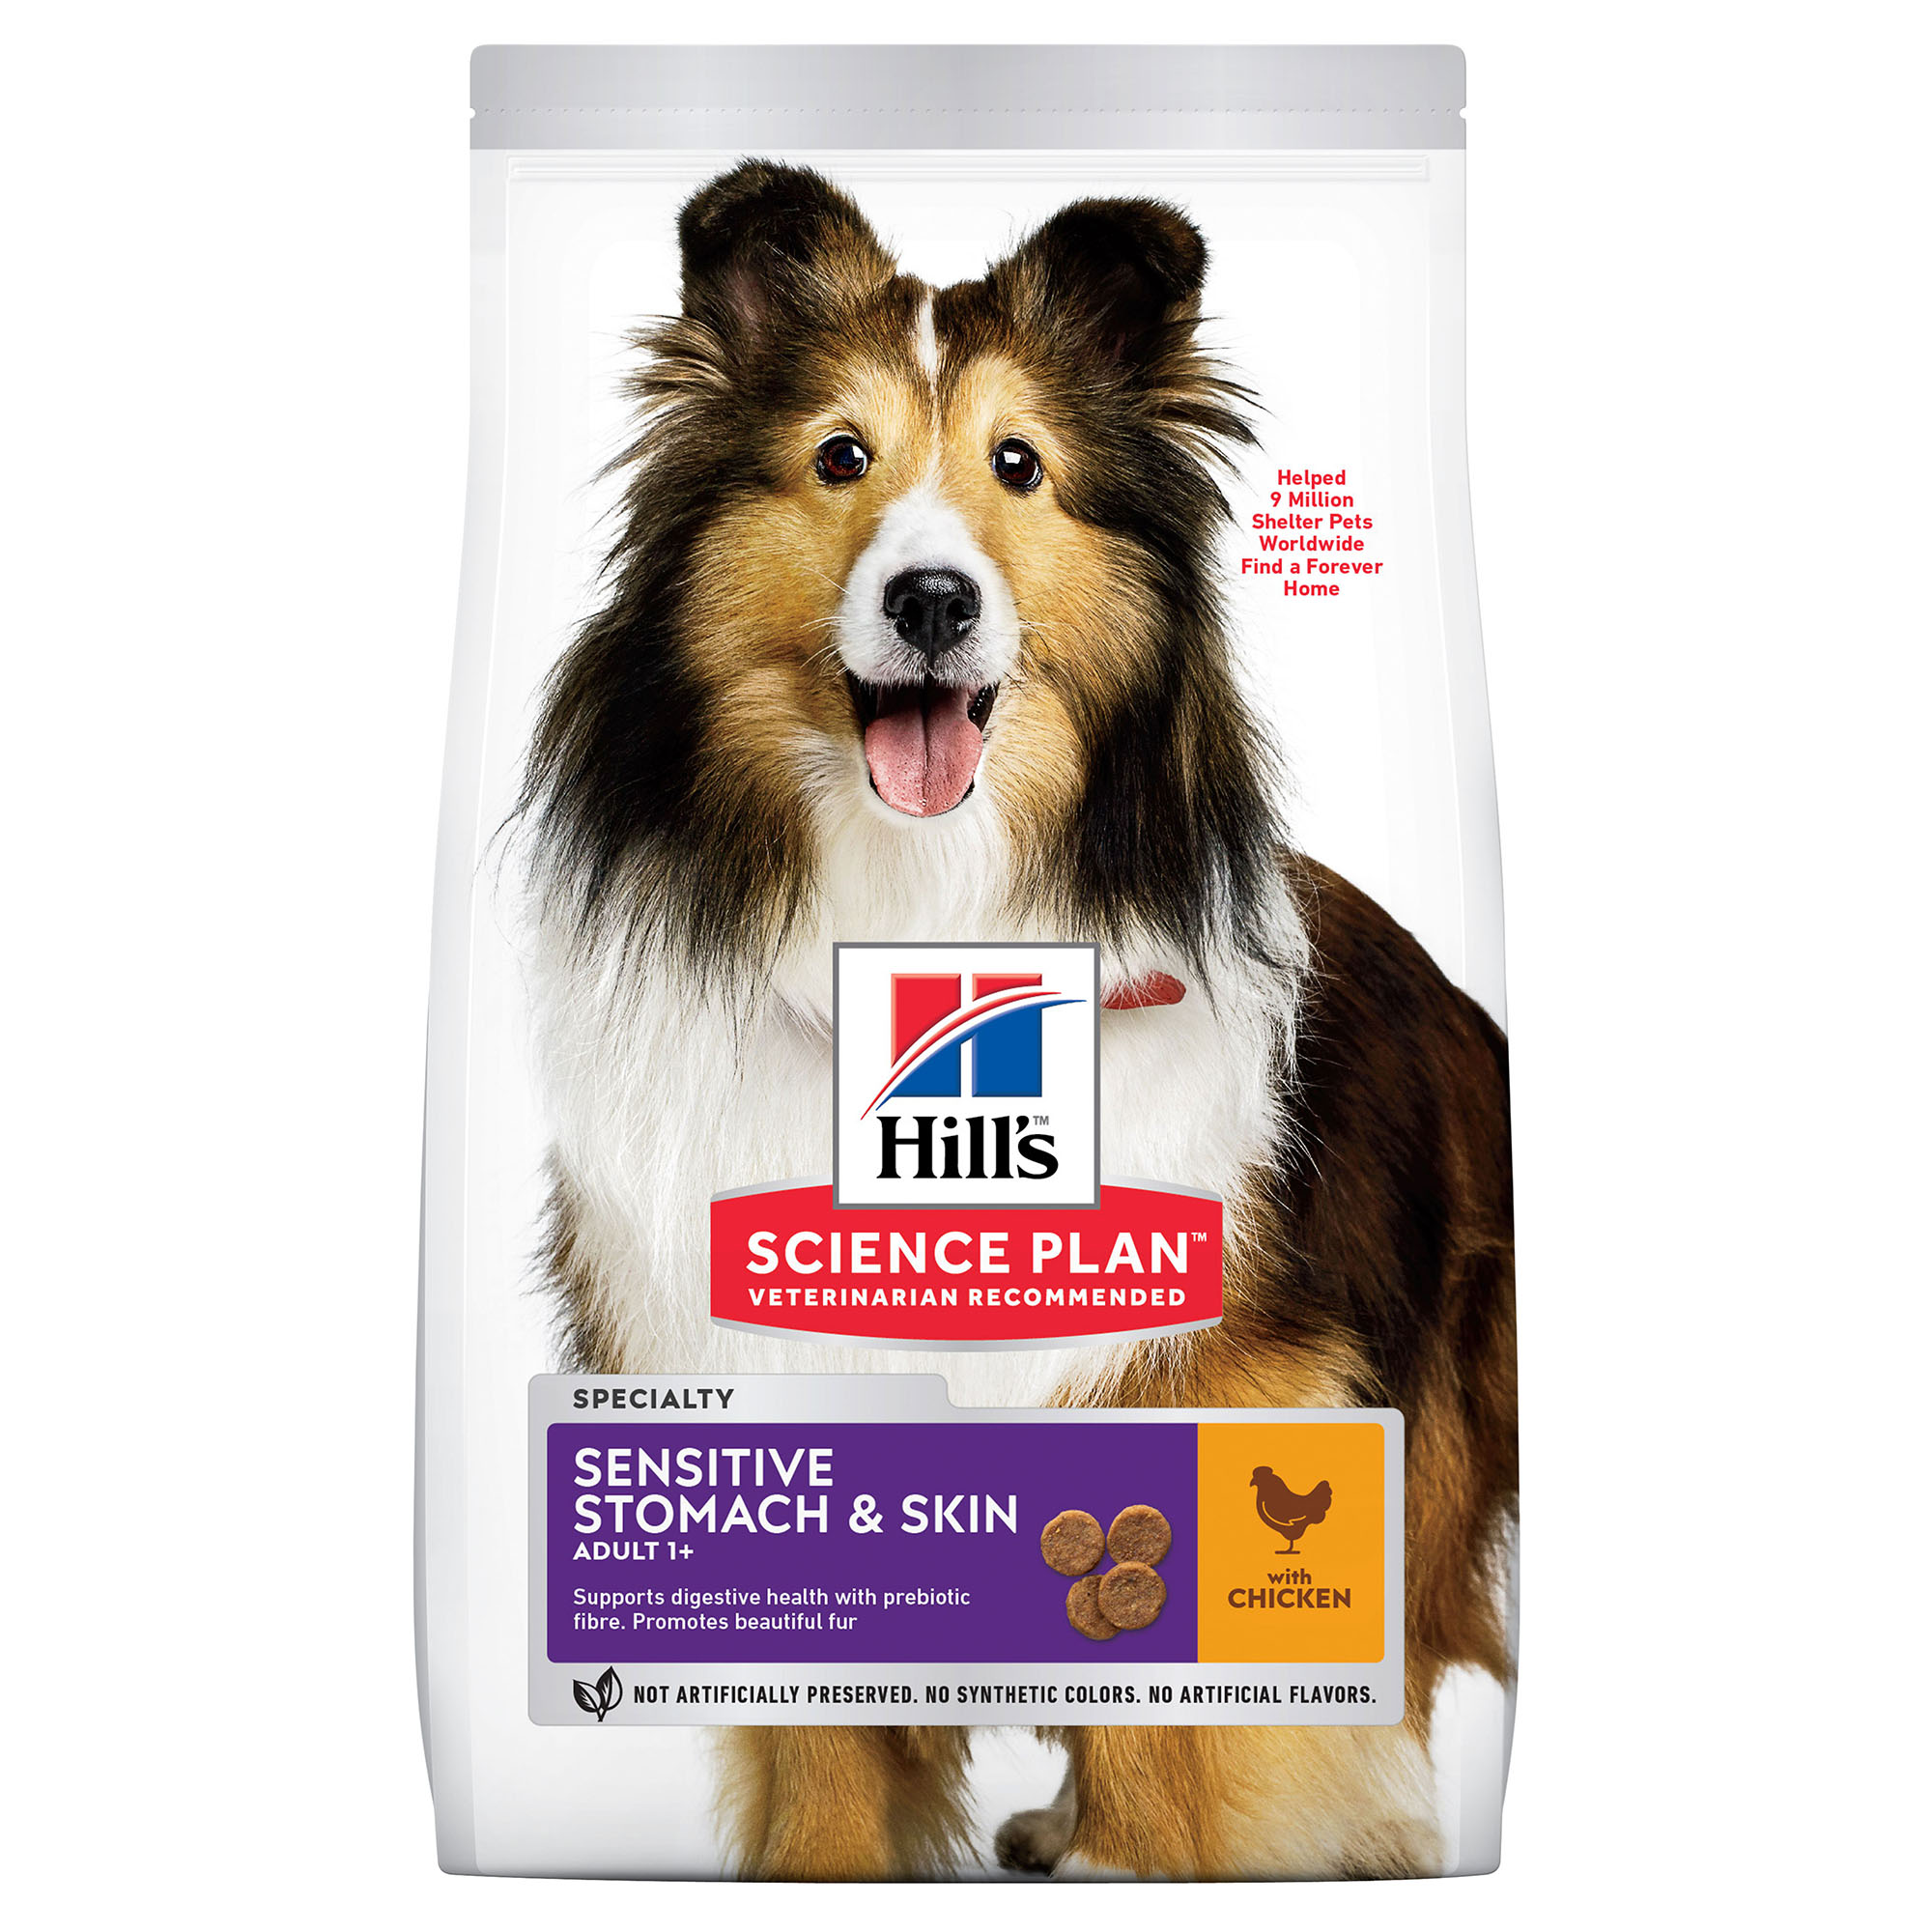 Helped
9 Million
Shelter Pets
Worldwide
Find a Forever
Home
Hill's™
SCIENCE PLAN™
VETERINARIAN RECOMMENDED
SPECIALTY
SENSITIVE
STOMACH & SKIN
ADULT 1+
Supports digestive health with prebiotic
fibre. Promotes beautiful fur
with
CHICKEN
NOT ARTIFICIALLY PRESERVED. NO SYNTHETIC COLORS. NO ARTIFICIAL FLAVORS.